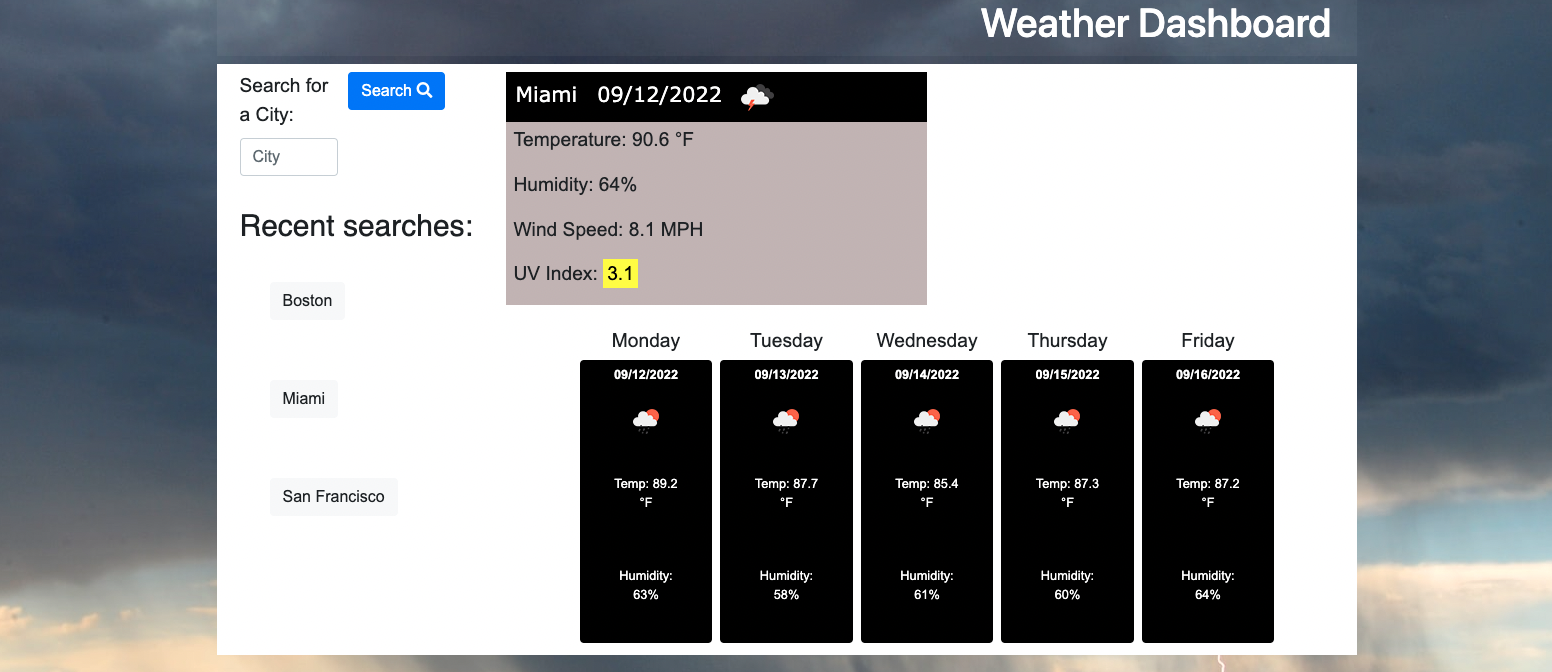 Weather Dashboard
Search for
a City:
Search
City
Recent searches:
Boston
Miami
San Francisco
Miami 09/12/2022
Temperature: 90.6 °F
Humidity: 64%
Wind Speed: 8.1 MPH
UV Index: 3.1
Monday
09/12/2022
Temp: 89.2
°F
Humidity:
63%
Tuesday
09/13/2022
Temp: 87.7
°F
Humidity:
58%
Wednesday
09/14/2022
Temp: 85.4
°F
Humidity:
61%
Thursday
09/15/2022
Temp: 87.3
°F
Humidity:
60%
Friday
09/16/2022
Temp: 87.2
°F
Humidity:
64%